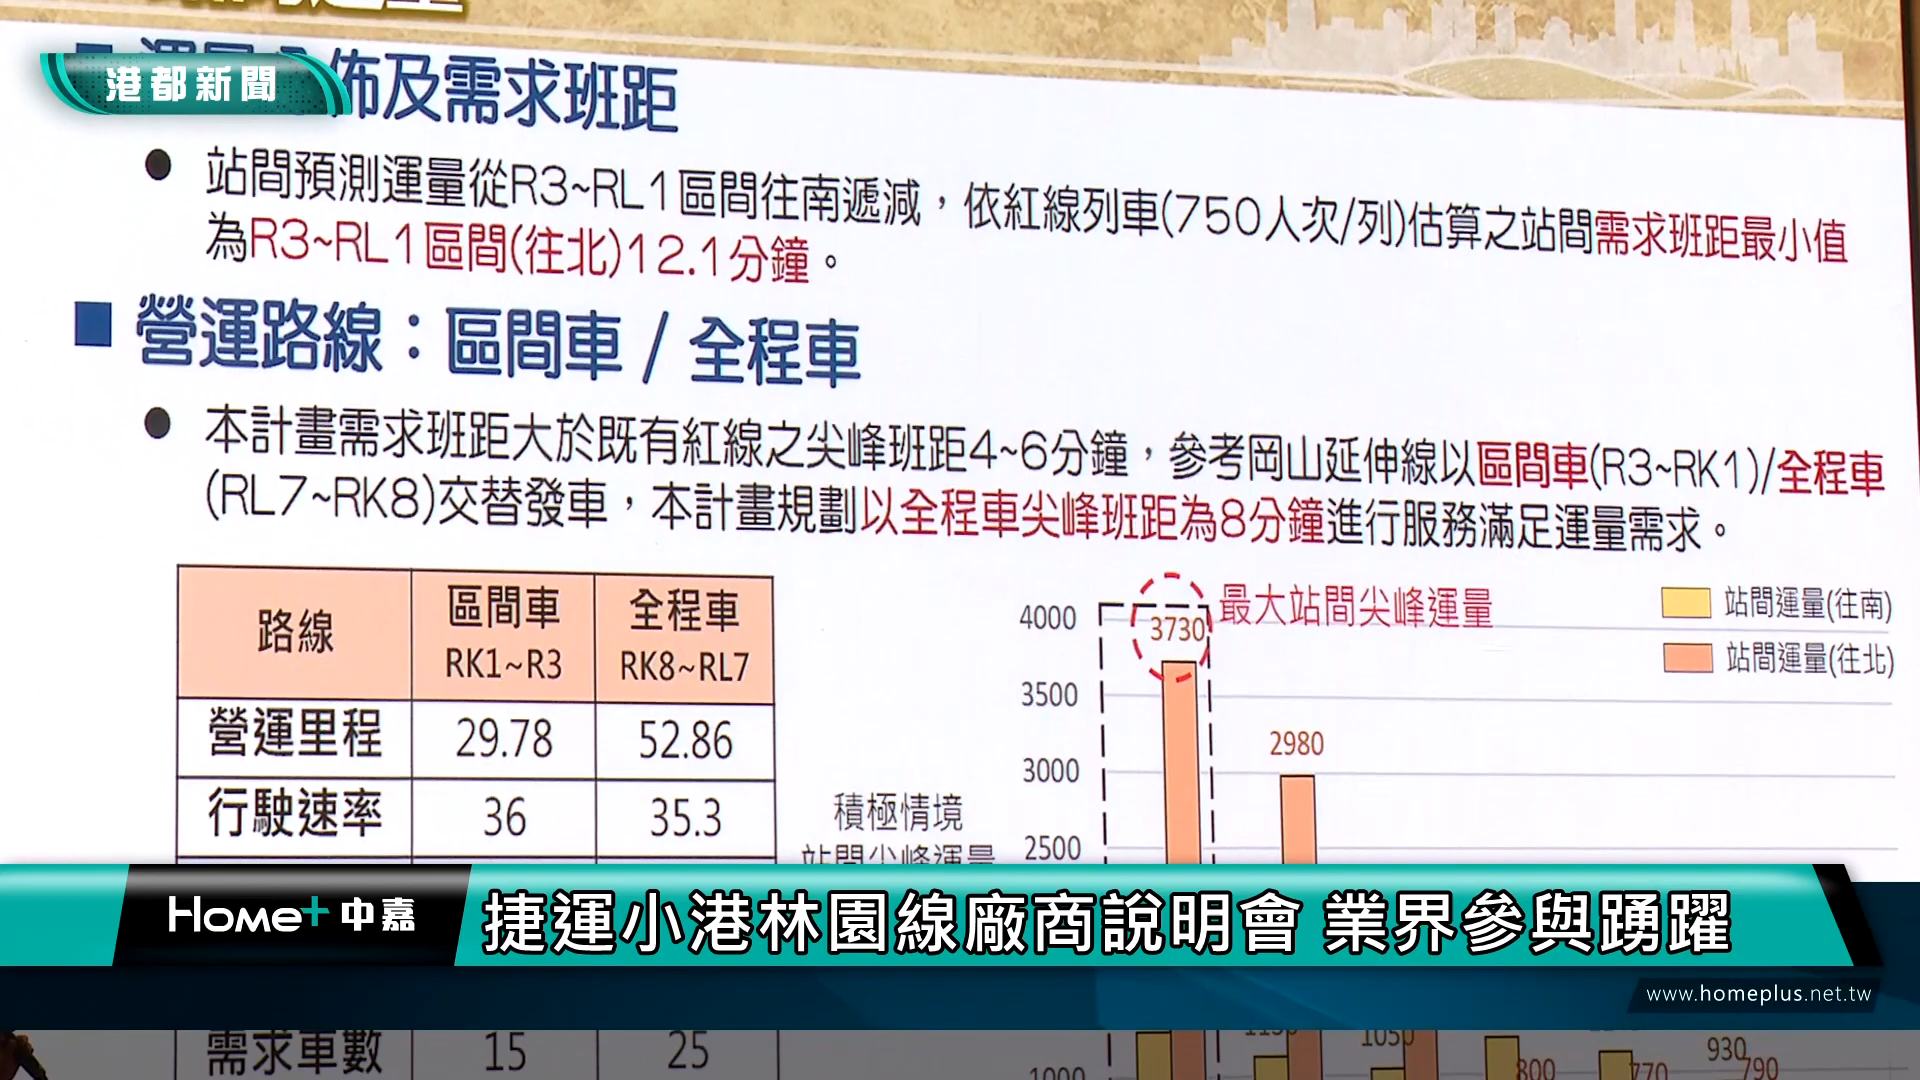 港都新聞
佈及需求班距
● 站間預測運量從R3~RL1區間往南遞減，依紅線列車(750人次/列)估算之站間需求班距最小值
為R3~RL1區間(往北)12.1分鐘。
■ 營運路線：區間車 / 全程車
● 本計畫需求班距大於既有紅線之尖峰班距4~6分鐘，參考岡山延伸線以區間車(R3~RK1)/全程車
(RL7~RK8)交替發車，本計畫規劃以全程車尖峰班距為8分鐘進行服務滿足運量需求。
路線 區間車 RK1~R3 全程車 RK8~RL7
營運里程 29.78 52.86
行駛速率 36 35.3
積極情境
站間尖峰運量
最大站間尖峰運量
站間運量(往南)
站間運量(往北)
4000
3730
3500
2980
3000
2500
Home+ 中嘉
捷運小港林園線廠商說明會 業界參與踴躍
www.homeplus.net.tw
需求車數 15 25
1050
930
800
770
790
1000